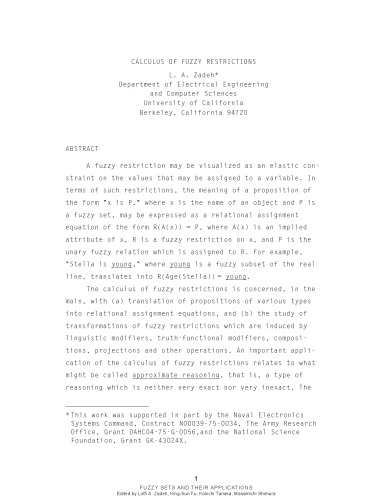 CALCULUS OF FUZZY RESTRICTIONS
L. A. Zadeh*
Department of Electrical Engineering
and Computer Sciences
University of California
Berkeley, California 94720
ABSTRACT
A fuzzy restriction may be visualized as an elastic con-
straint on the values that may be assigned to a variable. In
terms of such restrictions, the meaning of a proposition of
the form "x is P," where x is the name of an object and P is
a fuzzy set, may be expressed as a relational assignment
equation of the form R(A(x)) = P, where A(x) is an implied
attribute of x, R is a fuzzy restriction on x, and P is the
unary fuzzy relation which is assigned to R. For example,
"Stella is young," where young is a fuzzy subset of the real
line, translates into R(Age(Stella)) = young.
The calculus of fuzzy restrictions is concerned, in the
main, with (a) translation of propositions of various types
into relational assignment equations, and (b) the study of
transformations of fuzzy restrictions which are induced by
linguistic modifiers, truth-functional modifiers, composi-
tions, projections and other operations. An important appli-
cation of the calculus of fuzzy restrictions relates to what
might be called approximate reasoning, that is, a type of
reasoning which is neither very exact nor very inexact. The
*This work was supported in part by the Naval Electronics
Systems Command, Contract N00039-75-0034, The Army Research
Office, Grant DAHC04-75-G-0056,and the National Science
Foundation, Grant GK-43024X.
1
FUZZY SETS AND THEIR APPLICATIONS
Edited by Lotfi A. Zadeh, King-Sun Fu, Kokichi Tanaka, Masamichi Shimura